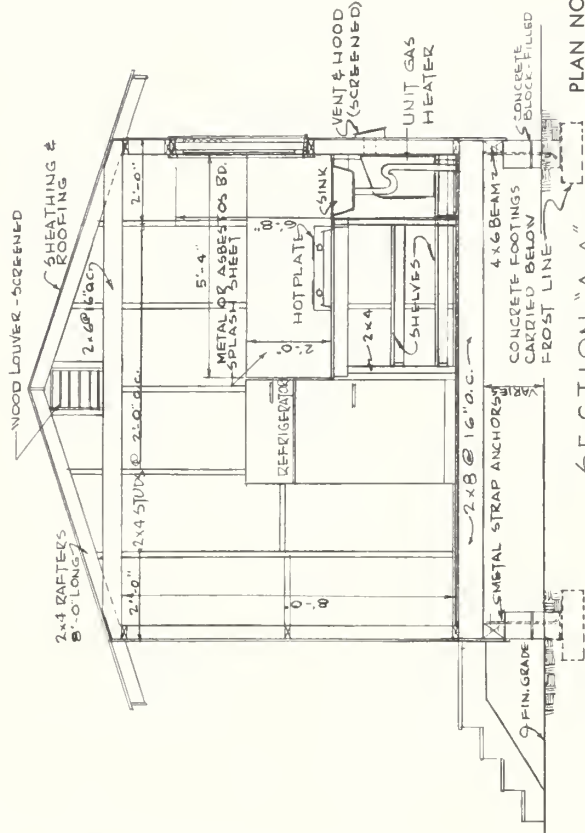 WOOD LOUVER - SCREENED
SHEATHING &
ROOFING
2x4 RAFTERS
8'-0" LONG
2x6@16"O.C.
2'-0"
2x4 STUDS@ 2'-0" O.C.
2'-0"
METAL OR ASBESTOS BD.
SPLASH SHEET
5'-4"
6'-8"
2'-0"
8'-0"
VENT & HOOD
(SCREENED)
SINK
UNIT GAS
HEATER
HOTPLATE
REFRIGERATOR
2x4
SHELVES
2x8@16"O.C.
METAL STRAP ANCHORS
4x6 BEAM
CONCRETE
BLOCK-FILLED
CONCRETE FOOTINGS
CARRIED BELOW
FROST LINE
FIN. GRADE
SECTION "A-A"
PLAN NO